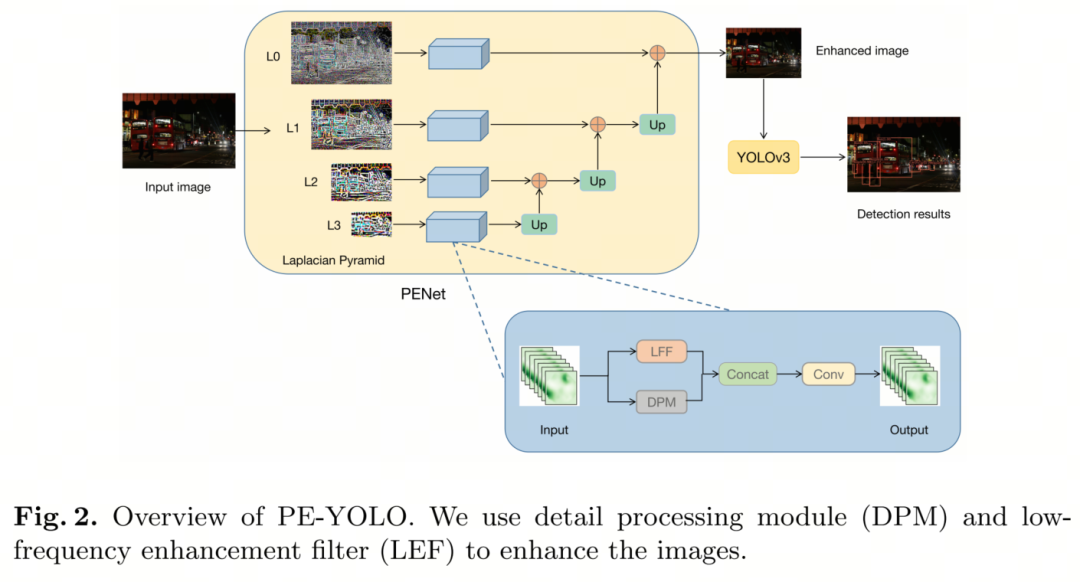 L0
Enhanced image
L1
Up
YOLOv3
Input image
L2
Up
L3
Up
Detection results
Laplacian Pyramid
PENet
LFF
Concat
Conv
DPM
Input
Output
Fig. 2. Overview of PE-YOLO. We use detail processing module (DPM) and low-
frequency enhancement filter (LEF) to enhance the images.